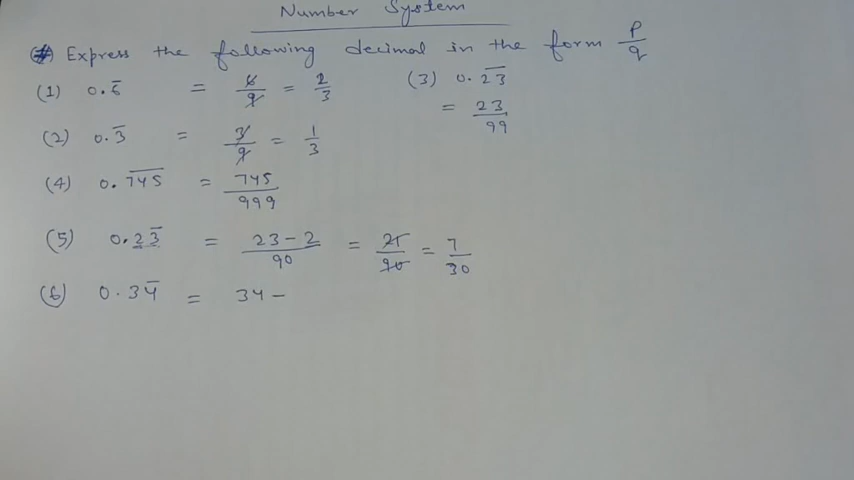 Number System
(#) Express the following decimal in the form P/q
(1) 0.6̅ = 6/9 = 2/3
(3) 0.2̅3̅
= 23/99
(2) 0.3̅ = 3/9 = 1/3
(4) 0.7̅4̅5̅ = 745/999
(5) 0.23̅ = 23-2/90 = 21/90 = 7/30
(6) 0.34̅ = 34-